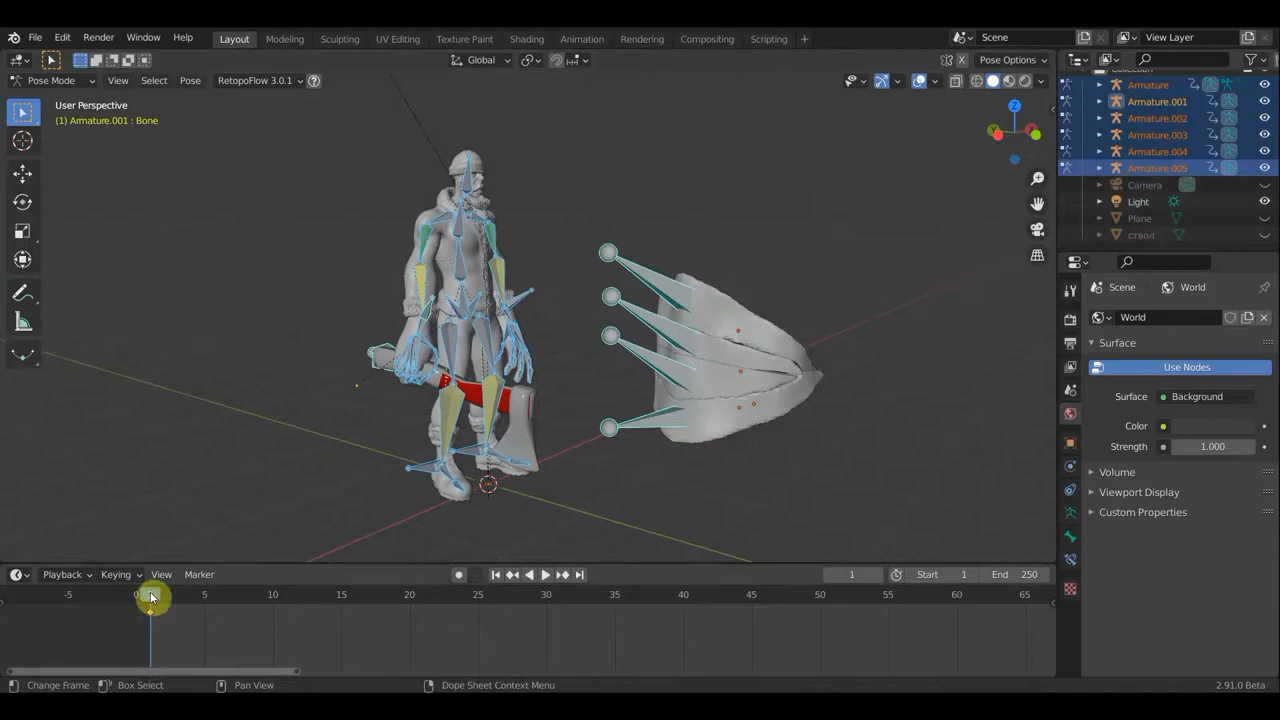 File Edit Render Window Help
Layout Modeling Sculpting UV Editing Texture Paint Shading Animation Rendering Compositing Scripting +
Scene
View Layer
Global
Pose Options
Pose Mode View Select Pose RetopoFlow 3.0.1
User Perspective
(1) Armature.001 : Bone
Z
Armature
Armature.001
Armature.002
Armature.003
Armature.004
Armature.005
Camera
Light
Plane
ствол
Scene World
World
Surface
Use Nodes
Surface Background
Color
Strength 1.000
Volume
Viewport Display
Custom Properties
Playback Keying View Marker
1 Start 1 End 250
-5 0 5 10 15 20 25 30 35 40 45 50 55 60 65
Change Frame Box Select Pan View Dope Sheet Context Menu 2.91.0 Beta